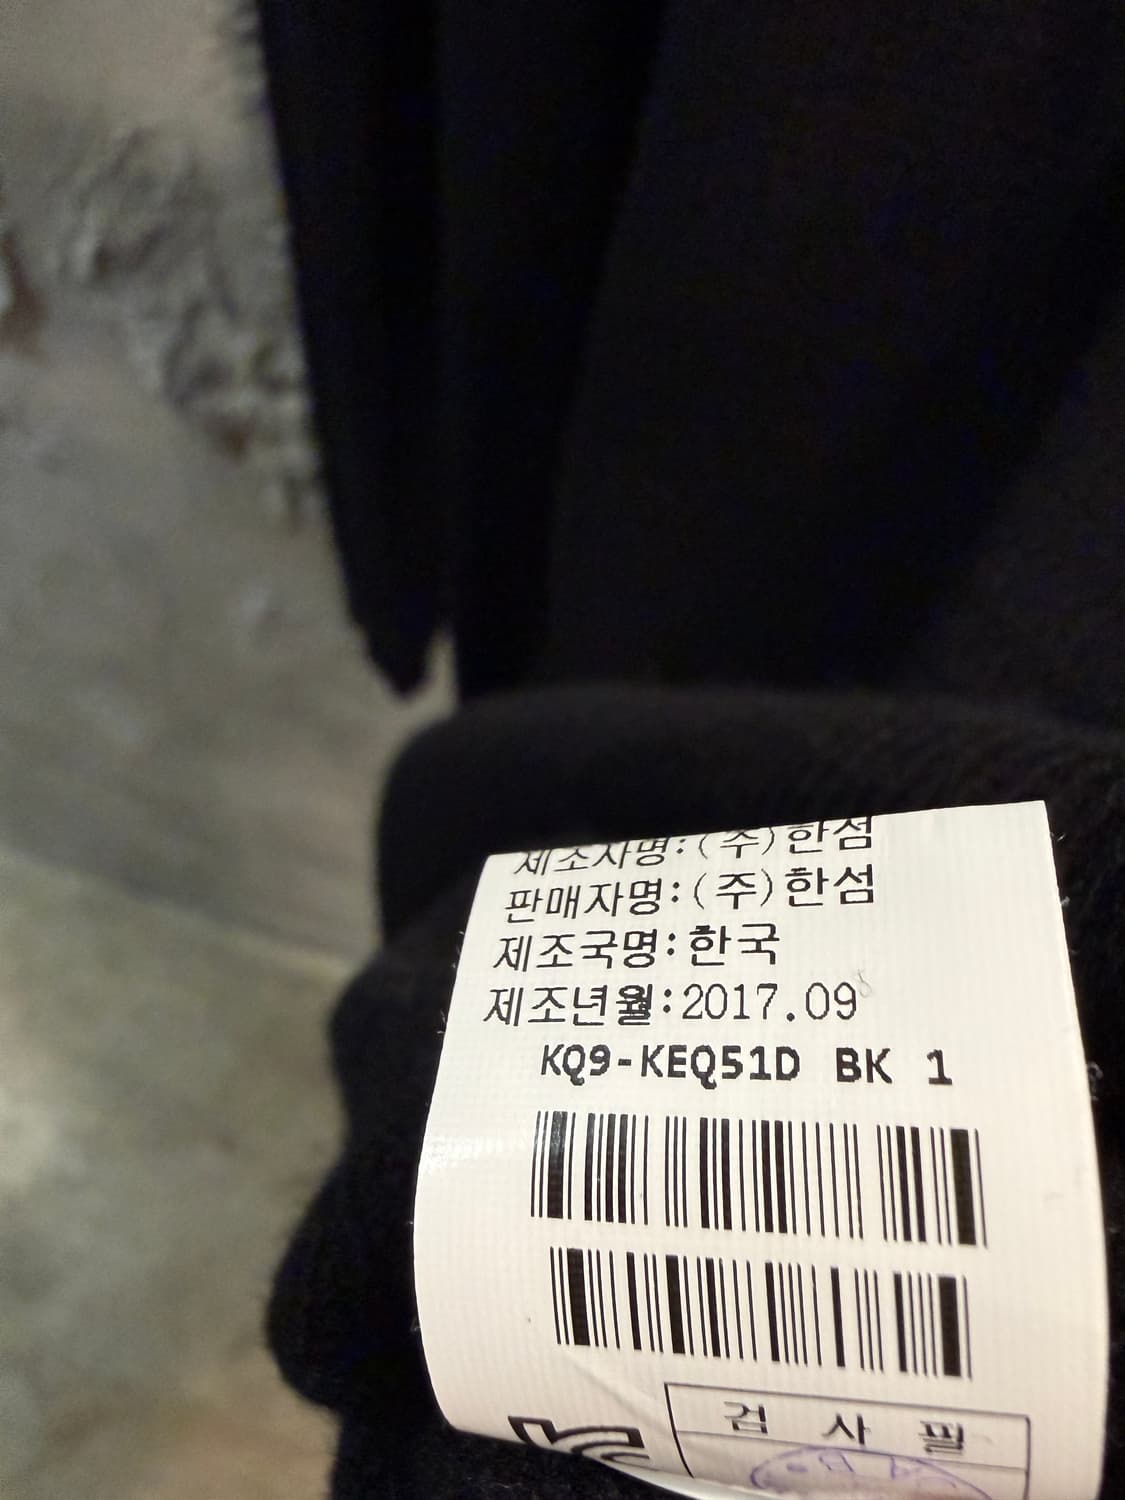 제조자명:(주)한섬
판매자명:(주)한섬
제조국명:한국
제조년월:2017.09
KQ9-KEQ51D BK 1
검 사 필